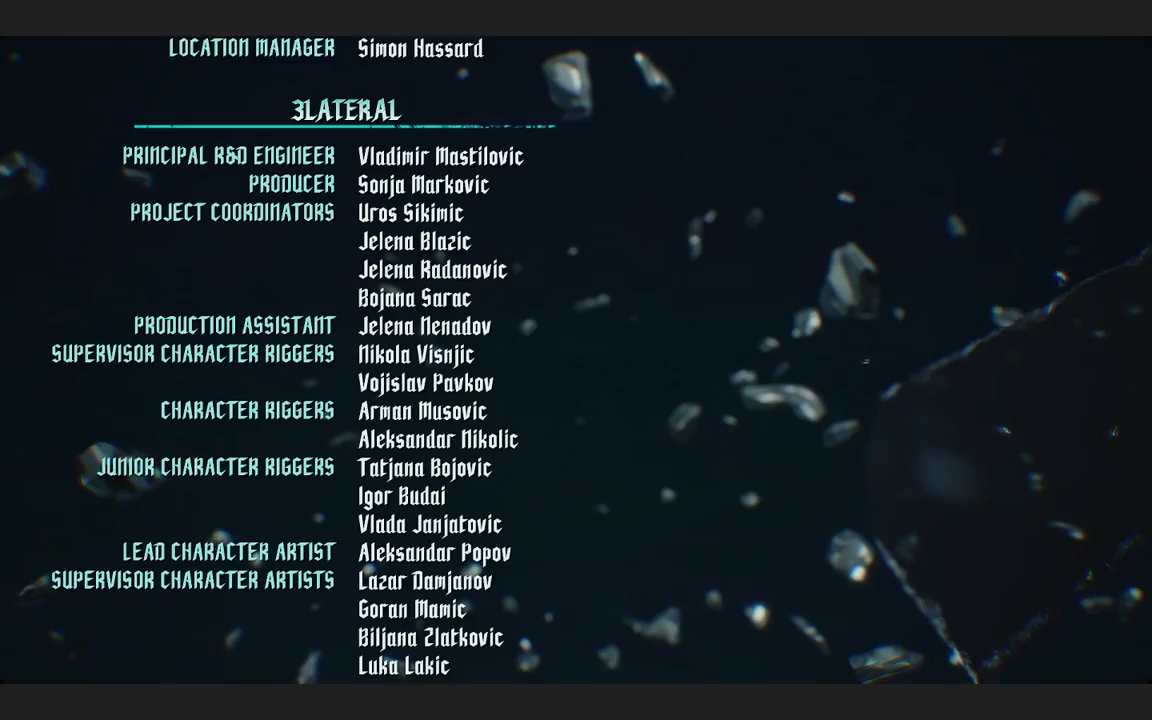 LOCATION MANAGER Simon Hassard
3LATERAL
PRINCIPAL R&D ENGINEER Vladimir Mastilovic
PRODUCER Sonja Markovic
PROJECT COORDINATORS Uros Sikimic
Jelena Blazic
Jelena Radanovic
Bojana Sarac
PRODUCTION ASSISTANT Jelena Nenadov
SUPERVISOR CHARACTER RIGGERS Nikola Visnjic
Vojislav Pavkov
CHARACTER RIGGERS Arman Musovic
Aleksandar Nikolic
JUNIOR CHARACTER RIGGERS Tatjana Bojovic
Igor Budai
Vlada Janjatovic
LEAD CHARACTER ARTIST Aleksandar Popov
SUPERVISOR CHARACTER ARTISTS Lazar Damjanov
Goran Mamic
Biljana Zlatkovic
Luka Lakic